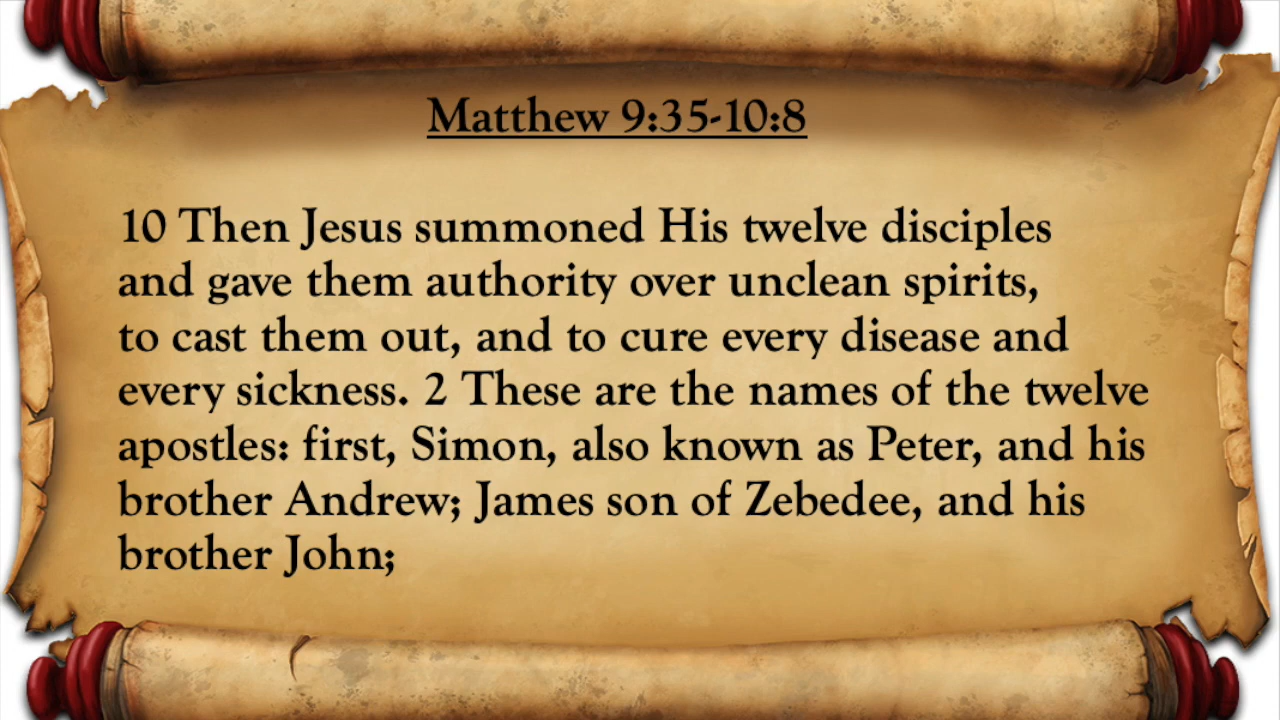 Matthew 9:35-10:8
10 Then Jesus summoned His twelve disciples
and gave them authority over unclean spirits,
to cast them out, and to cure every disease and
every sickness. 2 These are the names of the twelve
apostles: first, Simon, also known as Peter, and his
brother Andrew; James son of Zebedee, and his
brother John;